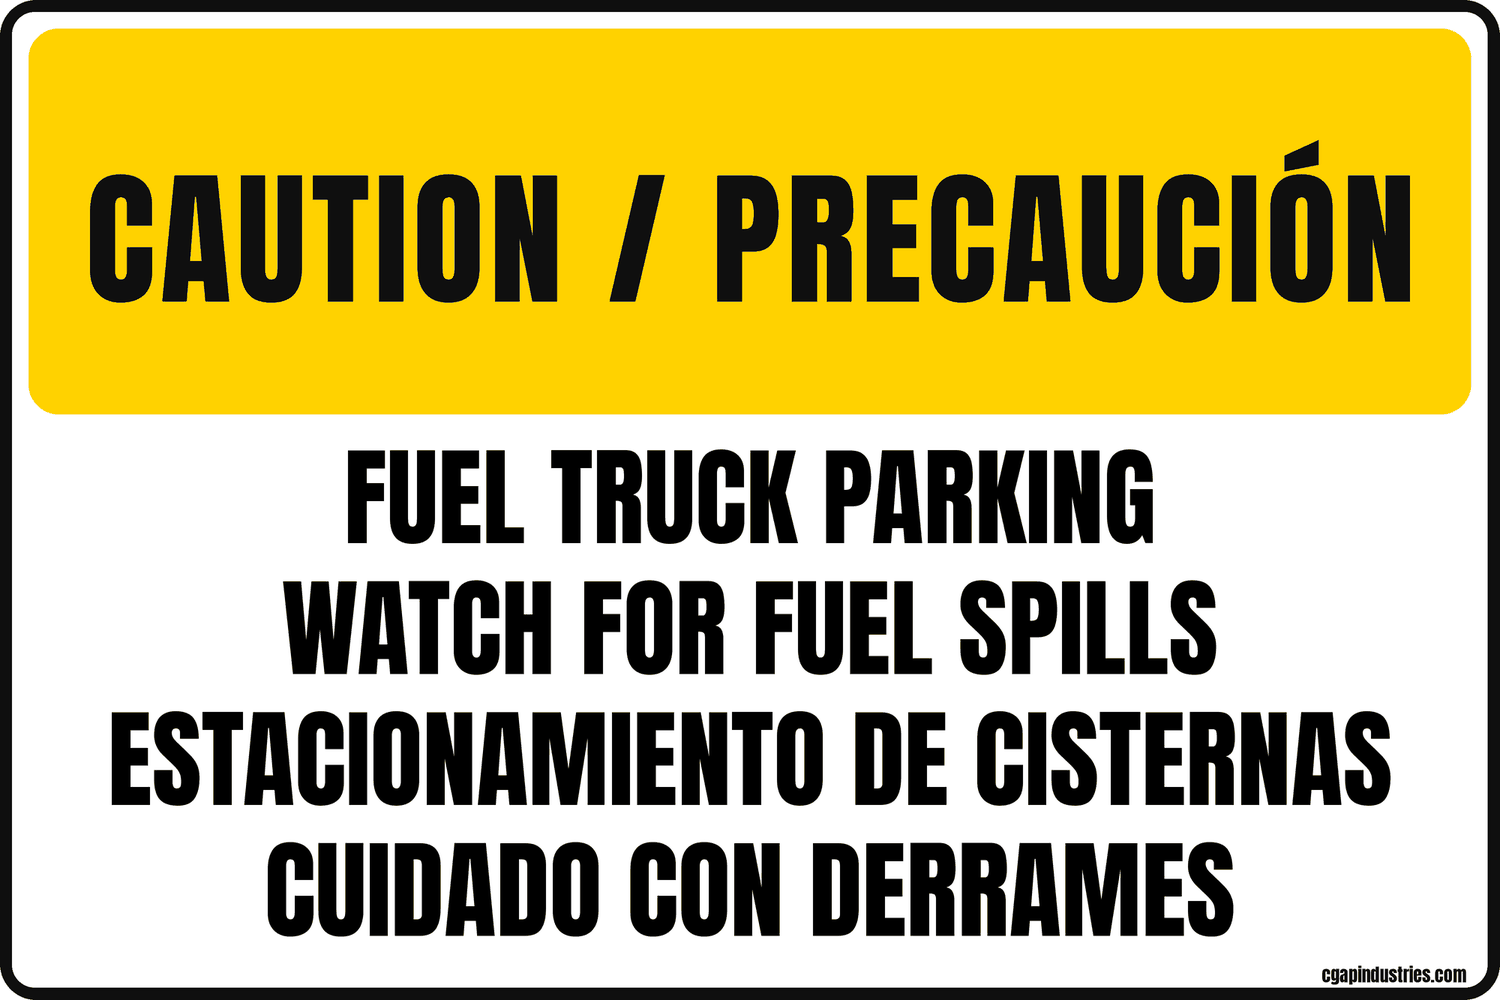 CAUTION / PRECAUCIÓN
FUEL TRUCK PARKING
WATCH FOR FUEL SPILLS
ESTACIONAMIENTO DE CISTERNAS
CUIDADO CON DERRAMES
cgapindustries.com